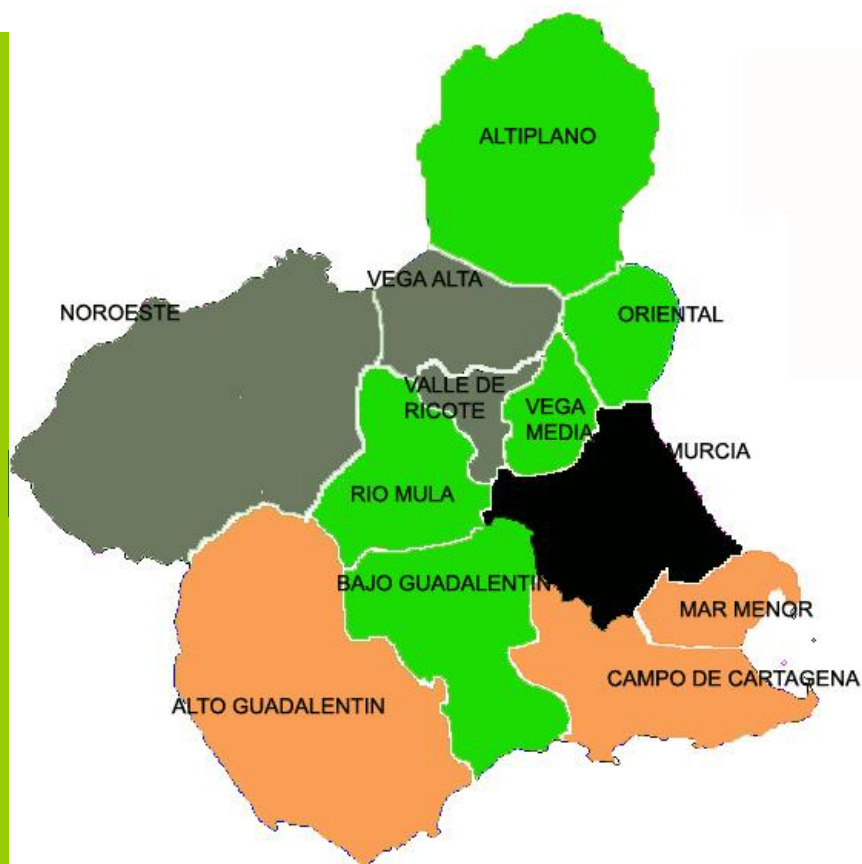 ALTIPLANO
VEGA ALTA
NOROESTE
ORIENTAL
VALLE DE
RICOTE
VEGA
MEDIA
MURCIA
RIO MULA
BAJO GUADALENTIN
MAR MENOR
CAMPO DE CARTAGENA
ALTO GUADALENTIN